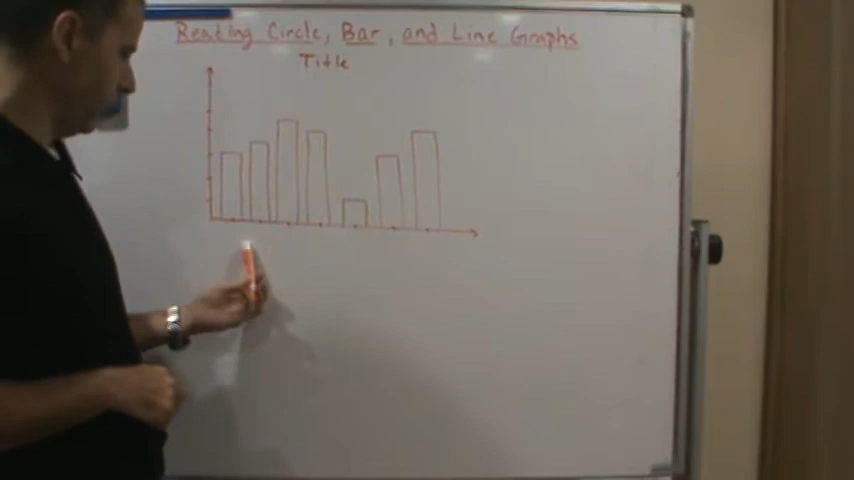 Reading Circle, Bar, and Line Graphs
Title